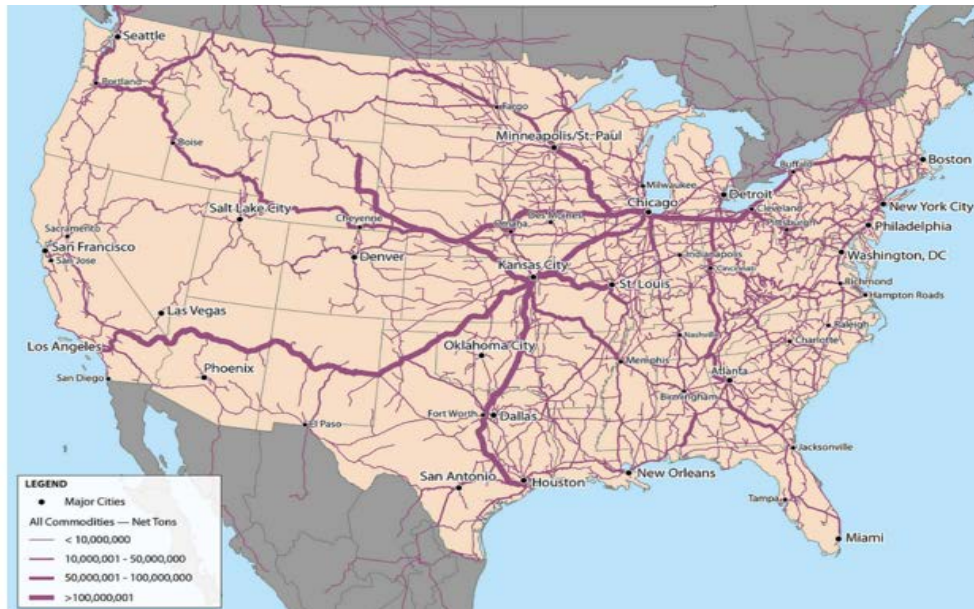 Seattle
Portland
Fargo
Minneapolis/St. Paul
Boise
Buffalo
Boston
Milwaukee
Detroit
Salt Lake City
Chicago
Cleveland
New York City
Cheyenne
Des Moines
Omaha
Pittsburgh
Philadelphia
Sacramento
San Francisco
San Jose
Denver
Kansas City
Indianapolis
Cincinnati
Washington, DC
St. Louis
Richmond
Hampton Roads
Las Vegas
Los Angeles
Oklahoma City
Nashville
Raleigh
Charlotte
Memphis
Phoenix
San Diego
Atlanta
Birmingham
Fort Worth
Dallas
El Paso
Jacksonville
San Antonio
Houston
New Orleans
Tampa
Miami
LEGEND
Major Cities
All Commodities — Net Tons
< 10,000,000
10,000,001 - 50,000,000
50,000,001 - 100,000,000
>100,000,001